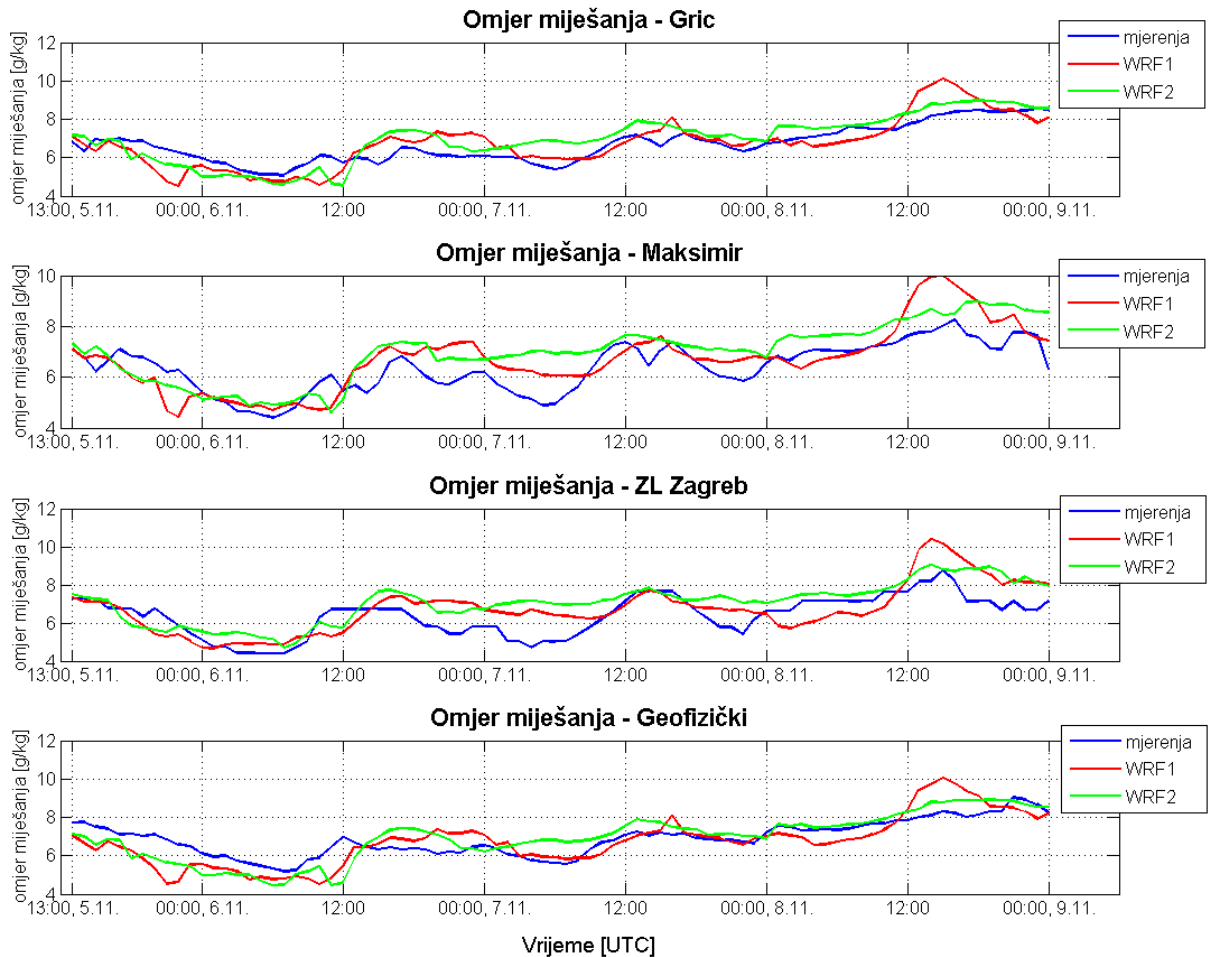 Omjer miješanja - Gric
omjer miješanja [g/kg]
12
10
8
6
4
13:00, 5.11. 00:00, 6.11. 12:00 00:00, 7.11. 12:00 00:00, 8.11. 12:00 00:00, 9.11.
mjerenja
WRF1
WRF2
Omjer miješanja - Maksimir
omjer miješanja [g/kg]
10
8
6
4
13:00, 5.11. 00:00, 6.11. 12:00 00:00, 7.11. 12:00 00:00, 8.11. 12:00 00:00, 9.11.
mjerenja
WRF1
WRF2
Omjer miješanja - ZL Zagreb
omjer miješanja [g/kg]
12
10
8
6
4
13:00, 5.11. 00:00, 6.11. 12:00 00:00, 7.11. 12:00 00:00, 8.11. 12:00 00:00, 9.11.
mjerenja
WRF1
WRF2
Omjer miješanja - Geofizički
omjer miješanja [g/kg]
12
10
8
6
4
13:00, 5.11. 00:00, 6.11. 12:00 00:00, 7.11. 12:00 00:00, 8.11. 12:00 00:00, 9.11.
mjerenja
WRF1
WRF2
Vrijeme [UTC]